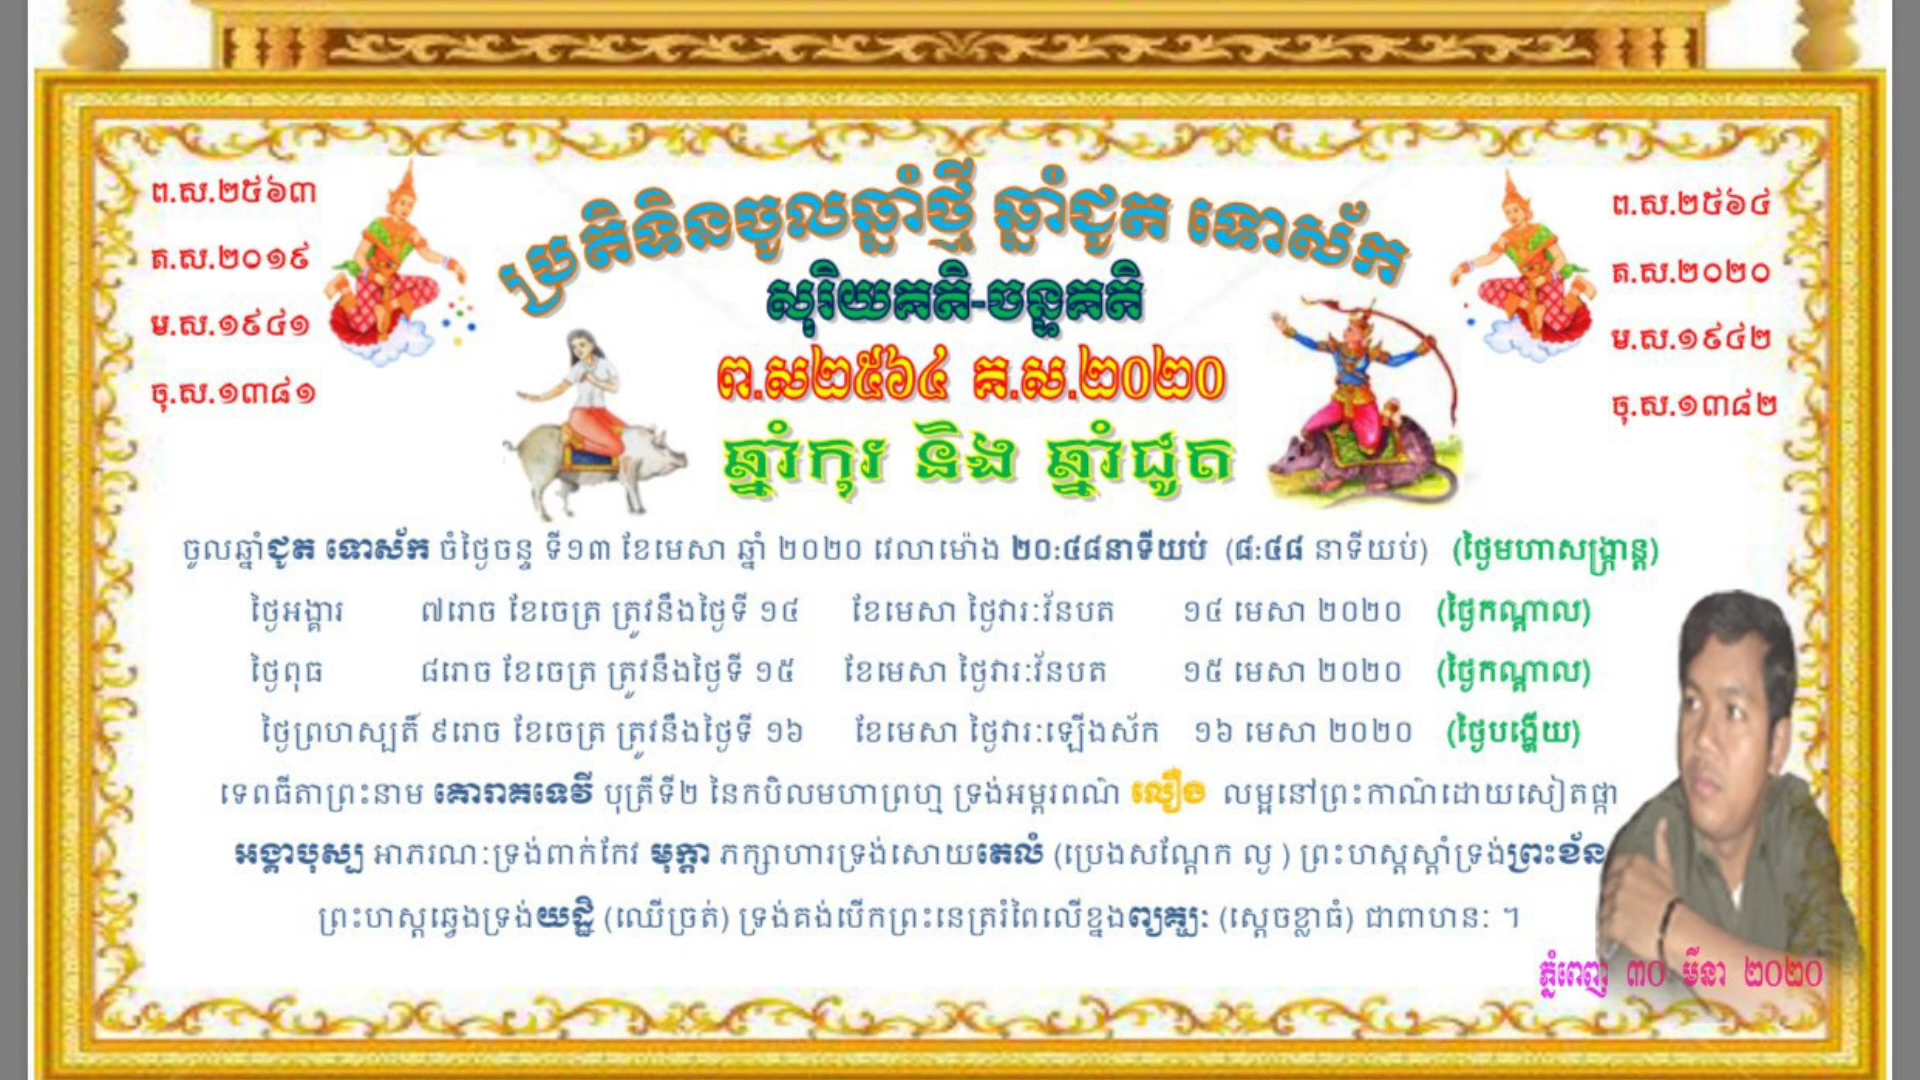 ព.ស.២៥៦៣
ត.ស.២០១៩
ម.ស.១៩៤១
ចុ.ស.១៣៨១
ប្រតិទិនចូលឆ្នាំថ្មី ឆ្នាំជូត ទោស័ក
សុរិយគតិ-ចន្ទគតិ
ព.ស២៥៦៤ គ.ស.២០២០
ឆ្នាំកុរ និង ឆ្នាំជូត
ព.ស.២៥៦៤
ត.ស.២០២០
ម.ស.១៩៤២
ចុ.ស.១៣៨២
ចូលឆ្នាំជូត ទោស័ក ចំថ្ងៃចន្ទ ទី១៣ ខែមេសា ឆ្នាំ ២០២០ វេលាម៉ោង ២០:៤៨នាទីយប់ (៨:៤៨ នាទីយប់) (ថ្ងៃមហាសង្ក្រាន្ត)
ថ្ងៃអង្គារ ៧រោច ខែចេត្រ ត្រូវនឹងថ្ងៃទី ១៤ ខែមេសា ថ្ងៃវារៈវ័នបត ១៤ មេសា ២០២០ (ថ្ងៃកណ្តាល)
ថ្ងៃពុធ ៨រោច ខែចេត្រ ត្រូវនឹងថ្ងៃទី ១៥ ខែមេសា ថ្ងៃវារៈវ័នបត ១៥ មេសា ២០២០ (ថ្ងៃកណ្តាល)
ថ្ងៃព្រហស្បតិ៍ ៩រោច ខែចេត្រ ត្រូវនឹងថ្ងៃទី ១៦ ខែមេសា ថ្ងៃវារៈឡើងស័ក ១៦ មេសា ២០២០ (ថ្ងៃបង្ហើយ)
ទេពធីតាព្រះនាម គោរាគទេវី បុត្រីទី២ នៃកបិលមហាព្រហ្ម ទ្រង់អម្ពរពណ៌ លឿង លម្អនៅព្រះកាណ៌ដោយសៀតផ្កា
អង្គាបុស្ប អាភរណៈទ្រង់ពាក់កែវ មុក្តា ភក្សាហារទ្រង់សោយតេលំ (ប្រេងសណ្តែក ល្ង ) ព្រះហស្តស្តាំទ្រង់ព្រះខ័ន
ព្រះហស្តឆ្វេងទ្រង់យដ្ឋិ (ឈើច្រត់) ទ្រង់គង់បើកព្រះនេត្ររំពៃលើខ្នងព្យគ្ឃៈ (ស្តេចខ្លាធំ) ជាពាហនៈ ។
ភ្នំពេញ ៣០ មីនា ២០២០